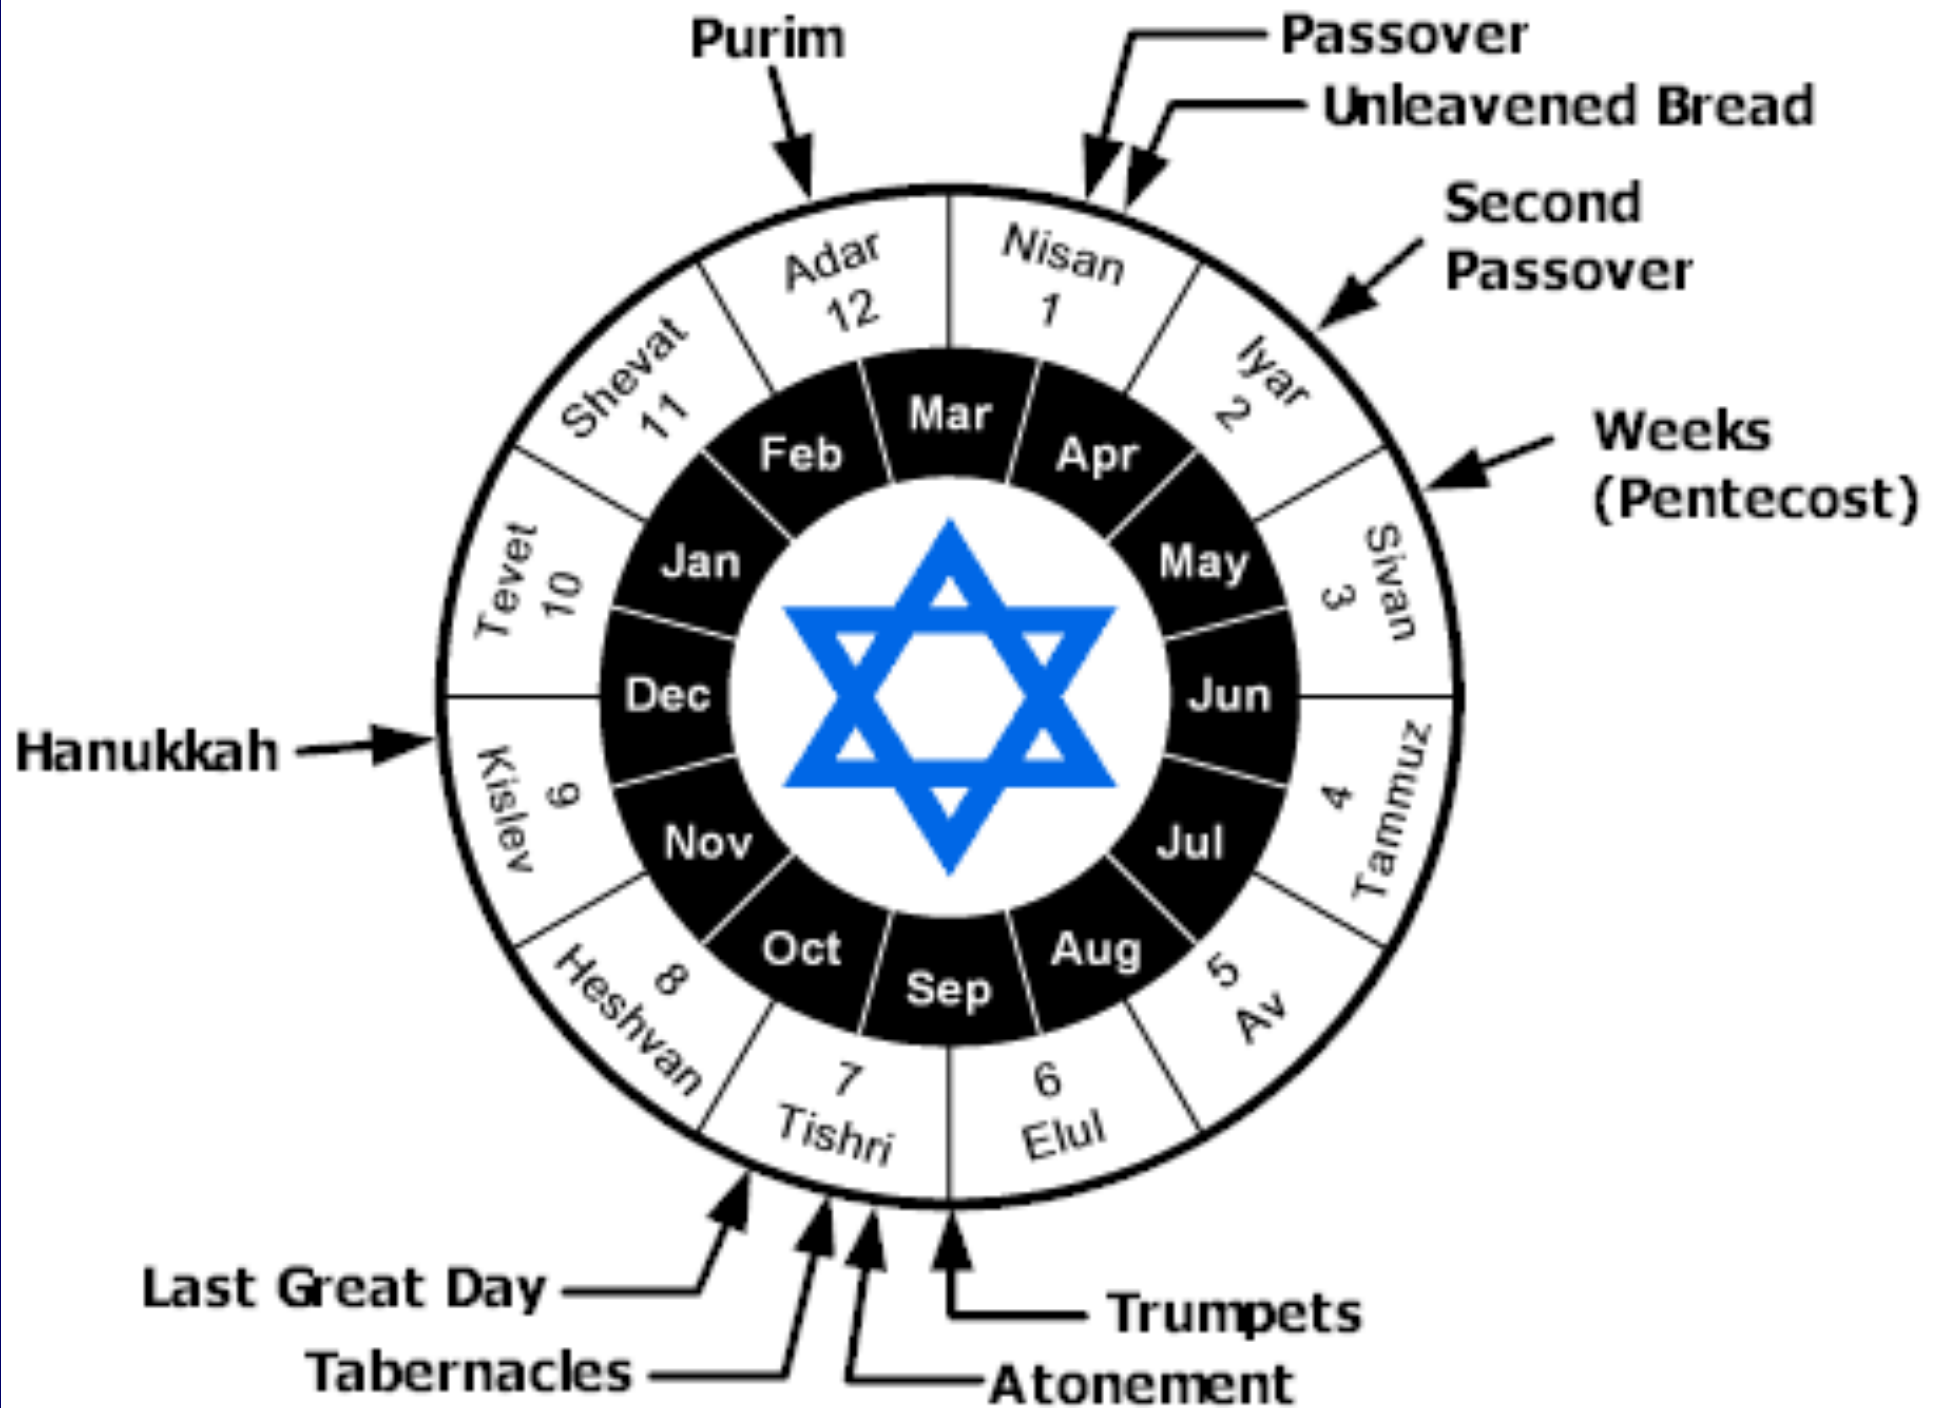 Purim
Passover
Unleavened Bread
Second
Passover
Weeks
(Pentecost)
Hanukkah
Last Great Day
Tabernacles
Trumpets
Atonement
Nisan
1
Iyar
2
Sivan
3
4
Tammuz
5
Av
6
Elul
7
Tishri
8
Heshvan
9
Kislev
Tevet
10
Shevat
11
Adar
12
Mar
Apr
May
Jun
Jul
Aug
Sep
Oct
Nov
Dec
Jan
Feb